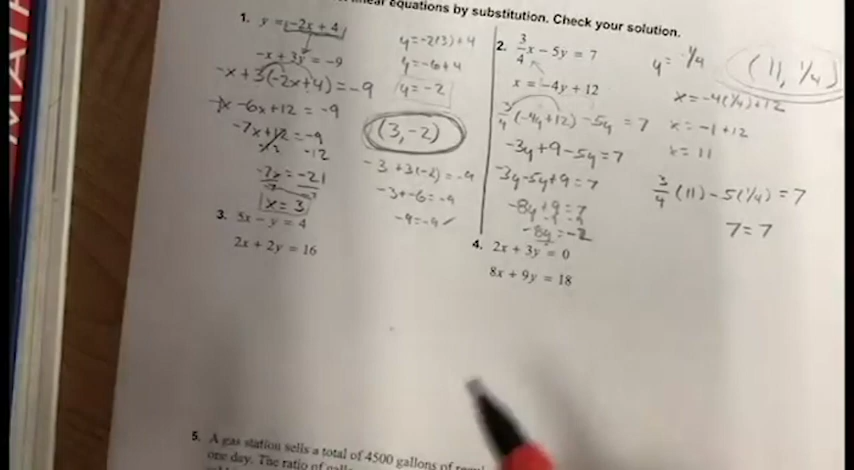 linear equations by substitution. Check your solution.
1. y = -2x + 4
-x + 3y = -9
-x + 3(-2x+4) = -9
-x - 6x + 12 = -9
-7x + 12 = -9
-12 -12
-7x = -21
x = 3
y = -2(3) + 4
y = -6 + 4
y = -2
(3, -2)
-3 + 3(-2) = -9
-3 + -6 = -9
-9 = -9 ✓
2. 3/4 x - 5y = 7
x = -4y + 12
3/4 (-4y + 12) - 5y = 7
-3y + 9 - 5y = 7
-3y - 5y + 9 = 7
-8y + 9 = 7
-9 -9
-8y = -2
y = 1/4
(11, 1/4)
x = -4(1/4) + 12
x = -1 + 12
x = 11
3/4 (11) - 5(1/4) = 7
7 = 7
3. 5x - y = 4
2x + 2y = 16
4. 2x + 3y = 0
8x + 9y = 18
5. A gas station sells a total of 4500 gallons of
one day. The ratio of